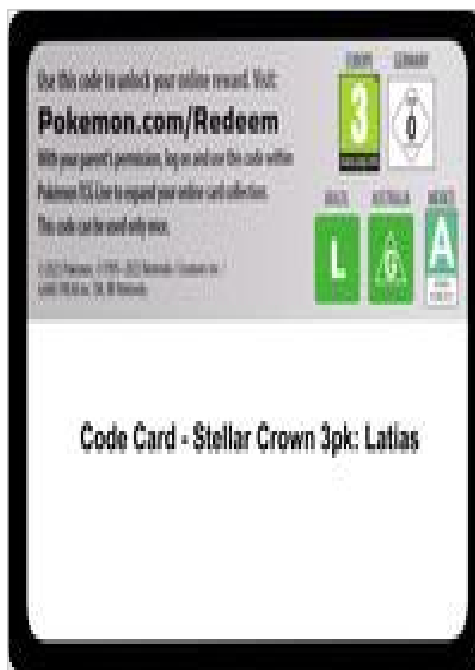 Use this code to unlock your online reward. Visit:
Pokemon.com/Redeem
With your parent's permission, log on and use this code within
Pokémon TCG Live to expand your online card collection.
This code can be used only once.
EUROPE GERMANY
3
0
BRAZIL AUSTRALIA MEXICO
L
G
A
Code Card - Stellar Crown 3pk: Latias